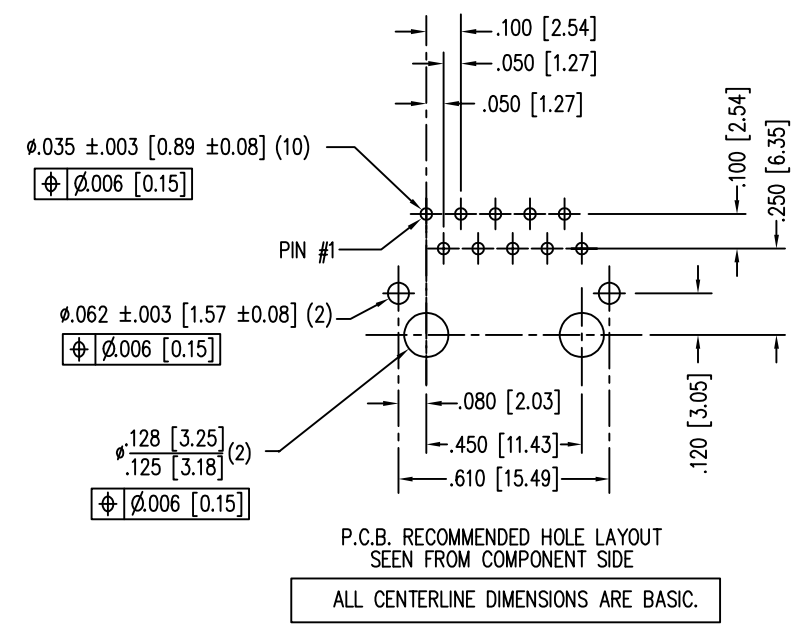 .100 [2.54]
.050 [1.27]
.050 [1.27]
.100 [2.54]
.250 [6.35]
⌀.035 ±.003 [0.89 ±0.08] (10)
⌖ ⌀.006 [0.15]
PIN #1
⌀.062 ±.003 [1.57 ±0.08] (2)
⌖ ⌀.006 [0.15]
.120 [3.05]
.080 [2.03]
⌀.128 [3.25]
.125 [3.18] (2)
.450 [11.43]
.610 [15.49]
⌖ ⌀.006 [0.15]
P.C.B. RECOMMENDED HOLE LAYOUT
SEEN FROM COMPONENT SIDE
ALL CENTERLINE DIMENSIONS ARE BASIC.